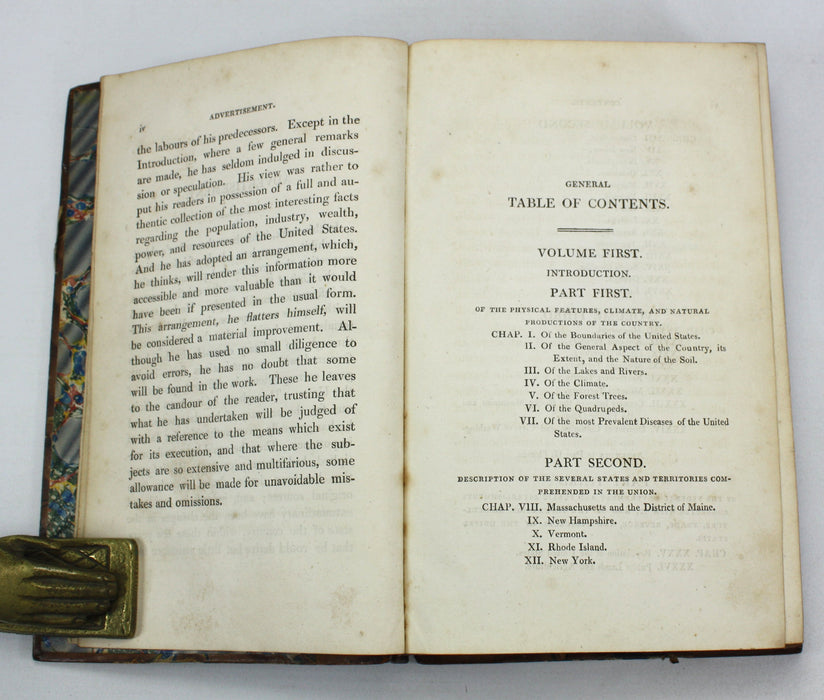 iv
ADVERTISEMENT.
the labours of his predecessors. Except in the
Introduction, where a few general remarks
are made, he has seldom indulged in discus-
sion or speculation. His view was rather to
put his readers in possession of a full and au-
thentic collection of the most interesting facts
regarding the population, industry, wealth,
power, and resources of the United States.
And he has adopted an arrangement, which,
he thinks, will render this information more
accessible and more valuable than it would
have been if presented in the usual form.
This arrangement, he flatters himself, will
be considered a material improvement. Al-
though he has used no small diligence to
avoid errors, he has no doubt that some
will be found in the work. These he leaves
to the candour of the reader, trusting that
what he has undertaken will be judged of
with a reference to the means which exist
for its execution, and that where the sub-
jects are so extensive and multifarious, some
allowance will be made for unavoidable mis-
takes and omissions.
GENERAL
TABLE OF CONTENTS.
VOLUME FIRST.
INTRODUCTION.
PART FIRST.
OF THE PHYSICAL FEATURES, CLIMATE, AND NATURAL
PRODUCTIONS OF THE COUNTRY.
CHAP. I. Of the Boundaries of the United States.
II. Of the General Aspect of the Country, its
Extent, and the Nature of the Soil.
III. Of the Lakes and Rivers.
IV. Of the Climate.
V. Of the Forest Trees.
VI. Of the Quadrupeds.
VII. Of the most Prevalent Diseases of the United
States.
PART SECOND.
DESCRIPTION OF THE SEVERAL STATES AND TERRITORIES COM-
PREHENDED IN THE UNION.
CHAP. VIII. Massachusetts and the District of Maine.
IX. New Hampshire.
X. Vermont.
XI. Rhode Island.
XII. New York.